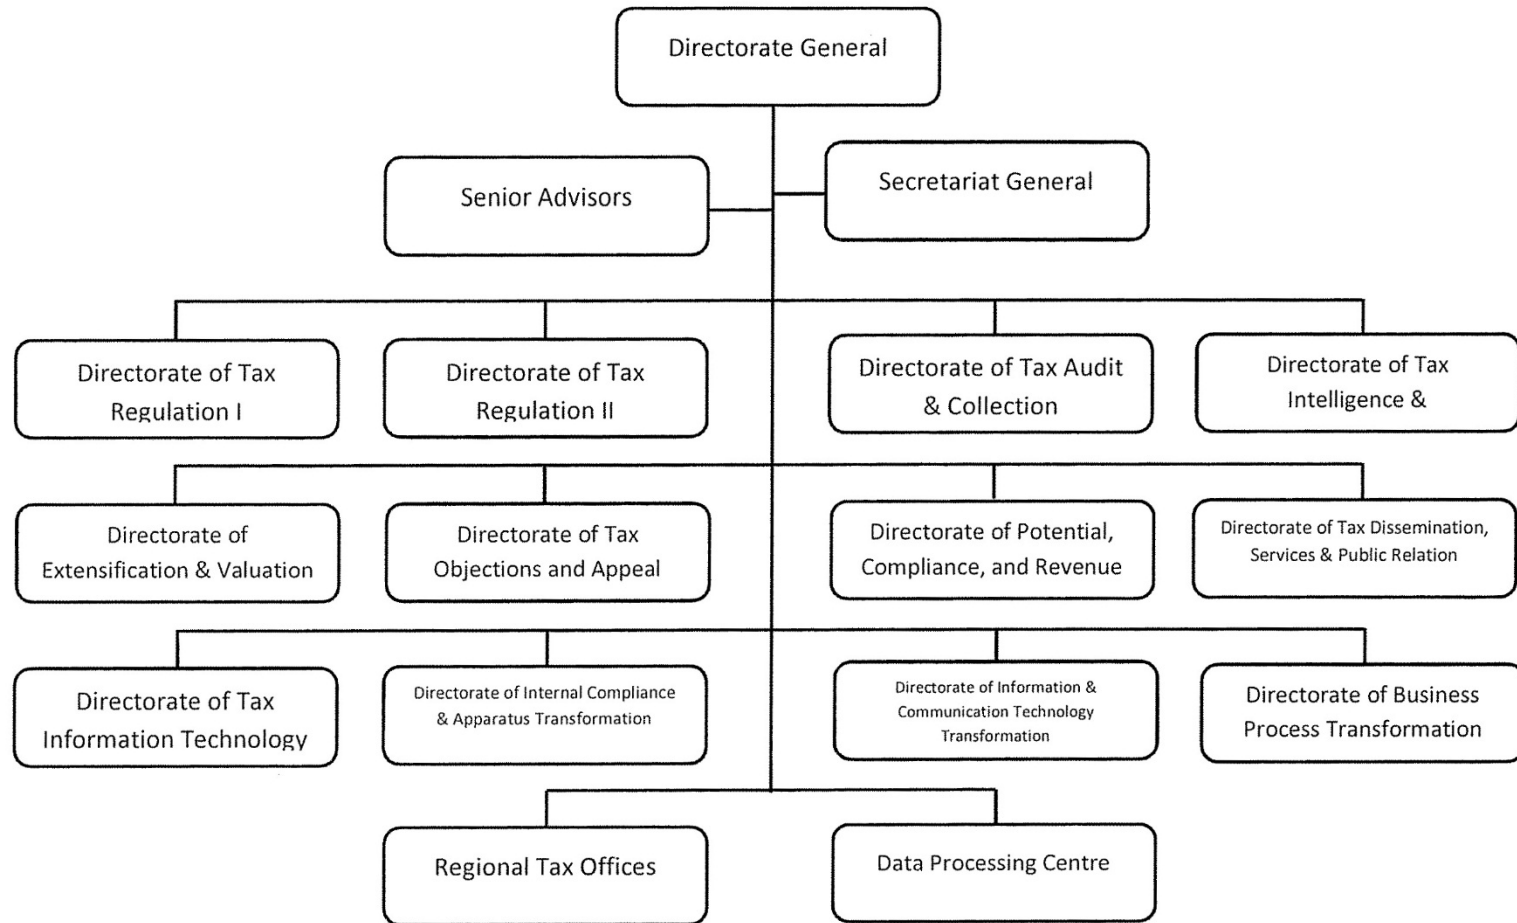 Directorate General
Senior Advisors
Secretariat General
Directorate of Tax
Regulation I
Directorate of Tax
Regulation II
Directorate of Tax Audit
& Collection
Directorate of Tax
Intelligence &
Directorate of
Extensification & Valuation
Directorate of Tax
Objections and Appeal
Directorate of Potential,
Compliance, and Revenue
Directorate of Tax Dissemination,
Services & Public Relation
Directorate of Tax
Information Technology
Directorate of Internal Compliance
& Apparatus Transformation
Directorate of Information &
Communication Technology
Transformation
Directorate of Business
Process Transformation
Regional Tax Offices
Data Processing Centre